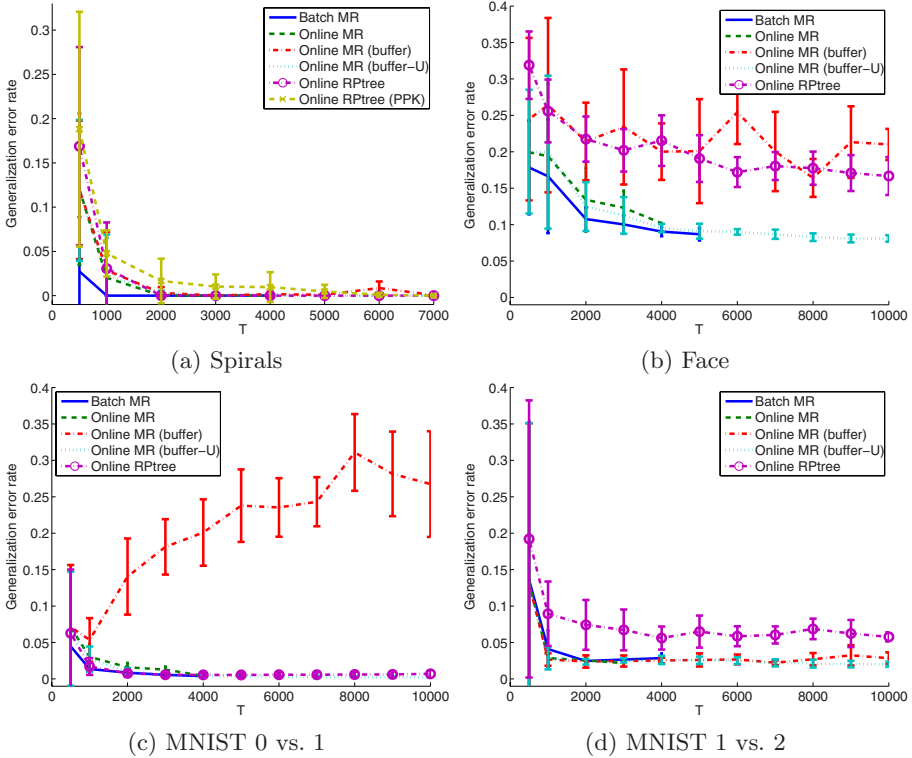 Batch MR
Online MR
Online MR (buffer)
Online MR (buffer−U)
Online RPtree
Online RPtree (PPK)
Generalization error rate
0.3
0.25
0.2
0.15
0.1
0.05
0
0 1000 2000 3000 4000 5000 6000 7000
T
(a) Spirals
Batch MR
Online MR
Online MR (buffer)
Online MR (buffer−U)
Online RPtree
Generalization error rate
0.4
0.35
0.3
0.25
0.2
0.15
0.1
0.05
0
0 2000 4000 6000 8000 10000
T
(b) Face
Batch MR
Online MR
Online MR (buffer)
Online MR (buffer−U)
Online RPtree
Generalization error rate
0.4
0.35
0.3
0.25
0.2
0.15
0.1
0.05
0
0 2000 4000 6000 8000 10000
T
(c) MNIST 0 vs. 1
Batch MR
Online MR
Online MR (buffer)
Online MR (buffer−U)
Online RPtree
Generalization error rate
0.4
0.35
0.3
0.25
0.2
0.15
0.1
0.05
0
0 2000 4000 6000 8000 10000
T
(d) MNIST 1 vs. 2